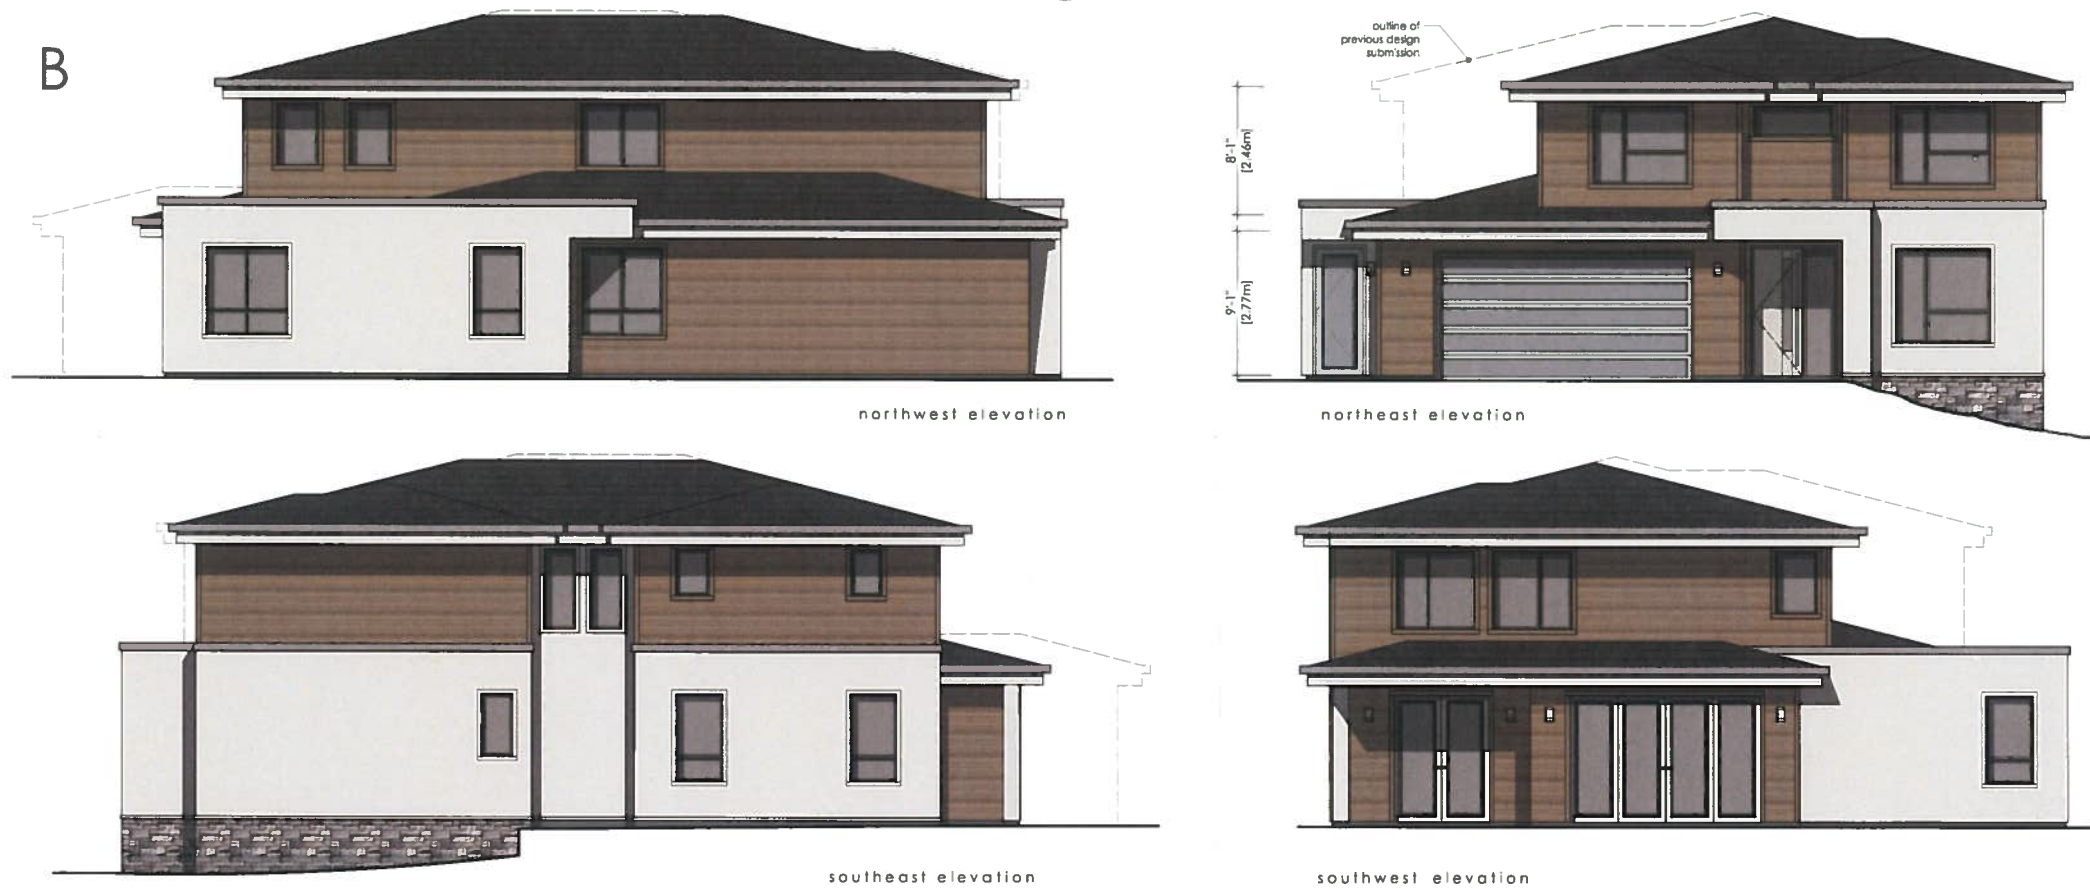 B
outline of
previous design
submission
8'-1"
[2.46m]
9'-1"
[2.77m]
northwest elevation
northeast elevation
southeast elevation
southwest elevation